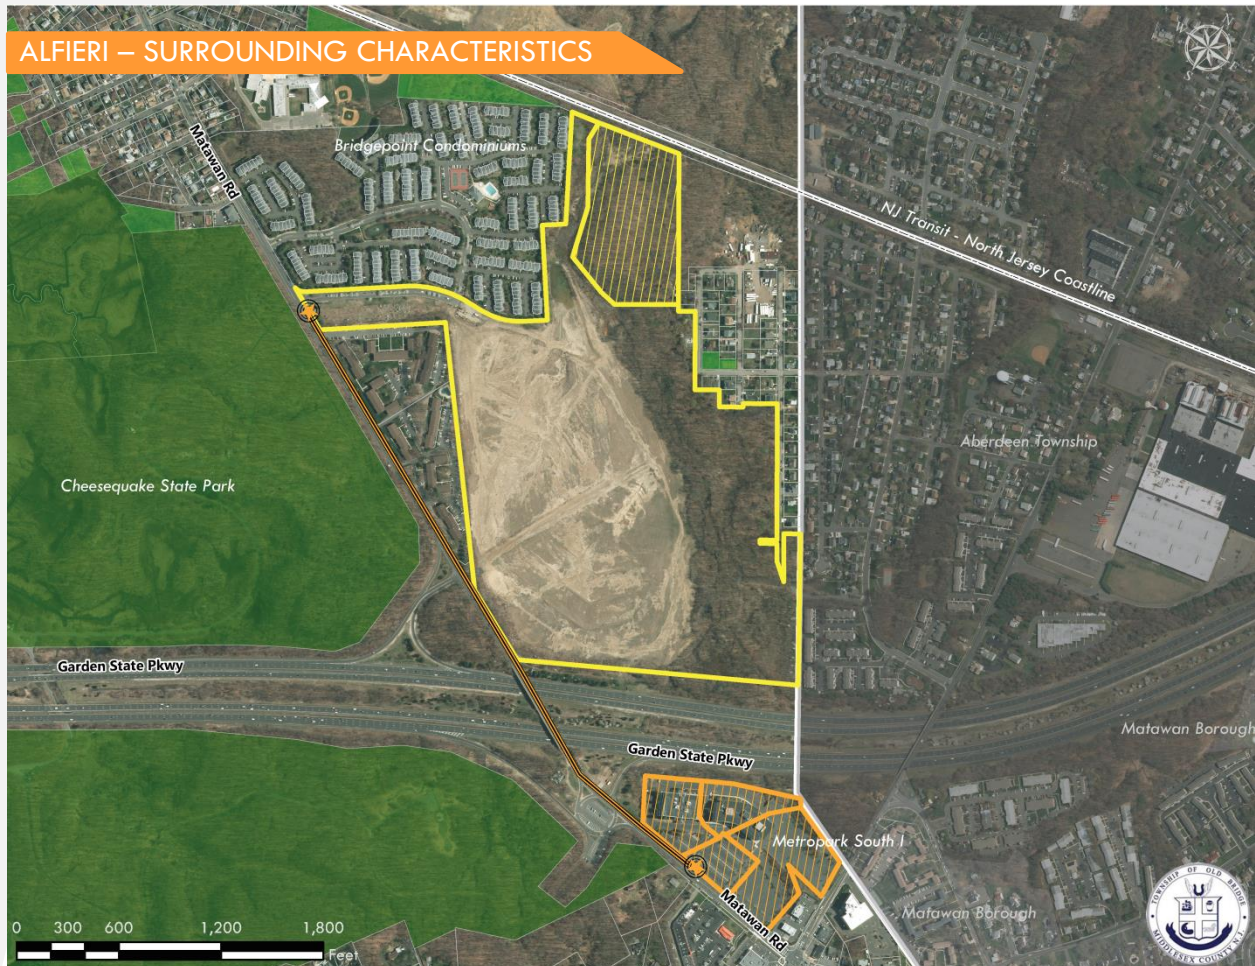 ALFIERI – SURROUNDING CHARACTERISTICS
N
W
E
S
Matawan Rd
Bridgepoint Condominiums
NJ Transit - North Jersey Coastline
Aberdeen Township
Cheesequake State Park
Garden State Pkwy
Matawan Borough
Garden State Pkwy
Metropark South I
Matawan Borough
Matawan Rd
0 300 600 1,200 1,800
Feet
TOWNSHIP OF OLD BRIDGE
MIDDLESEX COUNTY N.J.